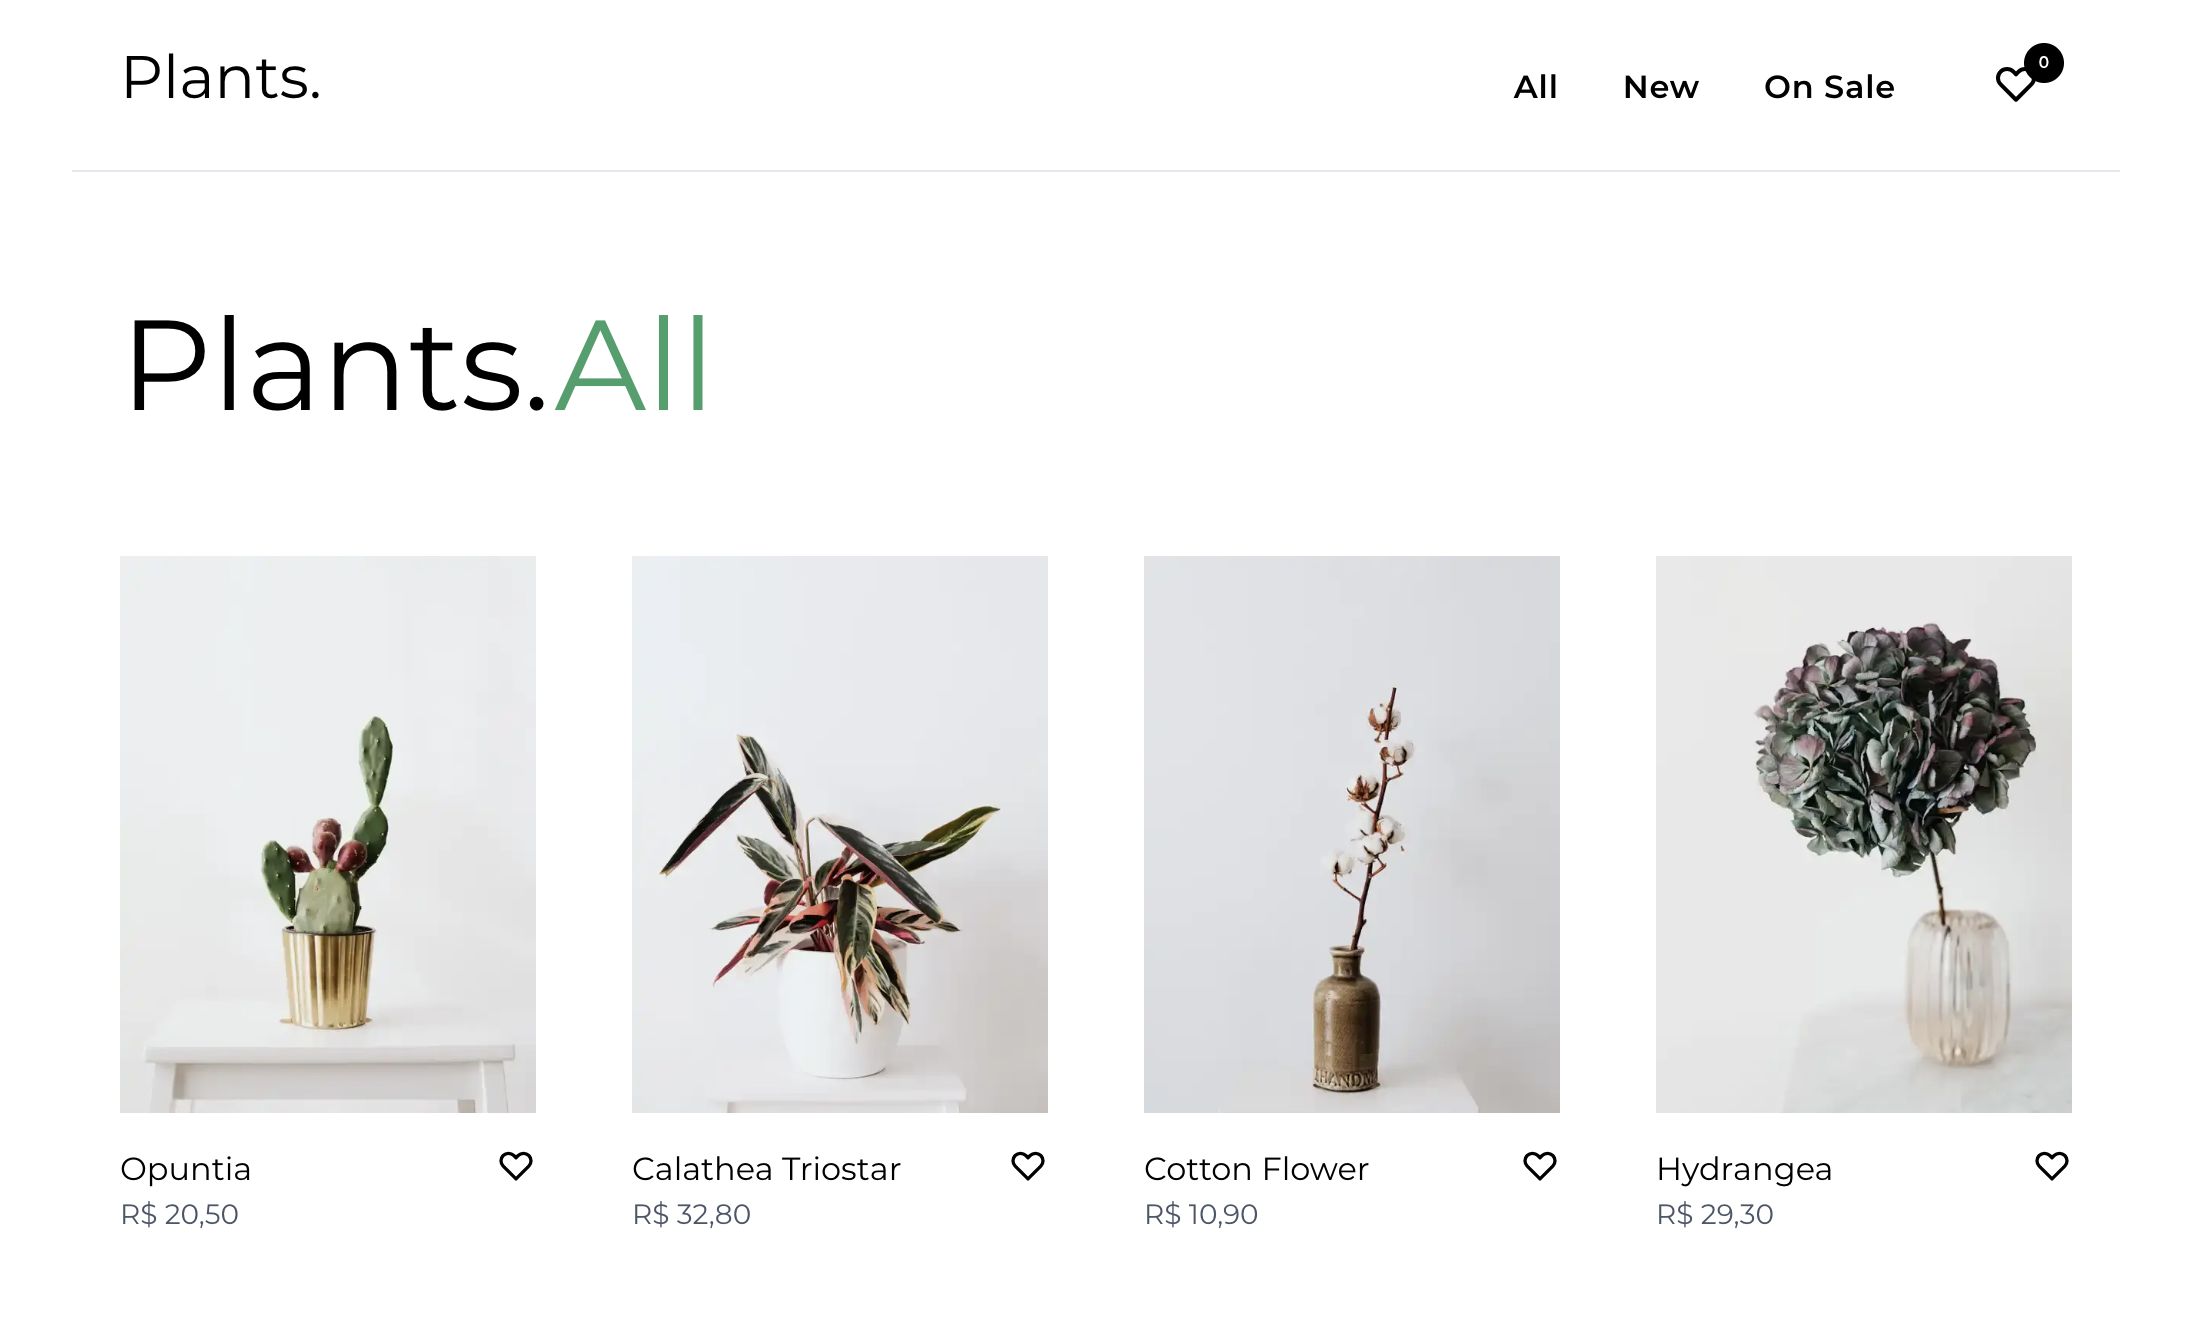 Plants.
All New On Sale 0
Plants.All
Opuntia
R$ 20,50
Calathea Triostar
R$ 32,80
Cotton Flower
R$ 10,90
Hydrangea
R$ 29,30